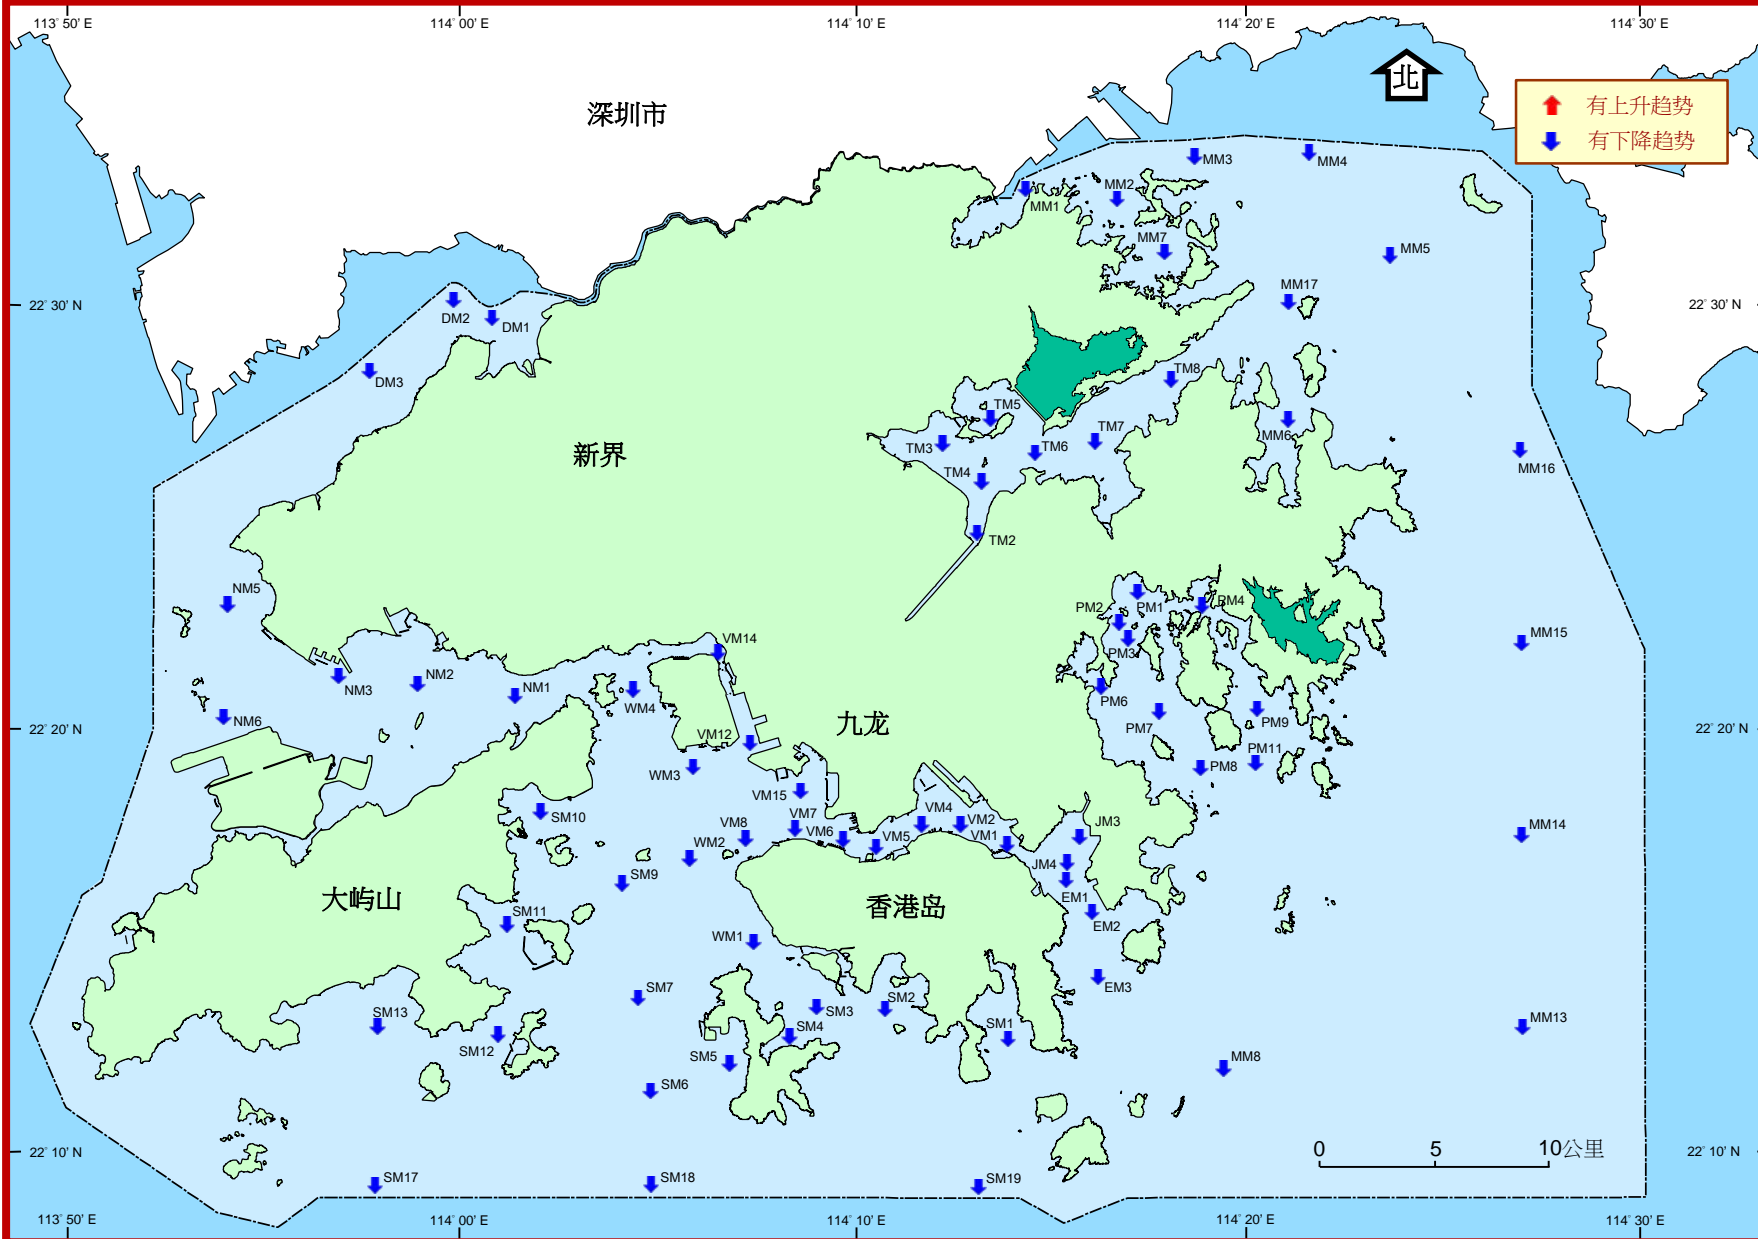 113° 50' E
114° 00' E
114° 10' E
114° 20' E
114° 30' E
北
有上升趋势
有下降趋势
深圳市
MM3
MM4
MM2
MM1
MM7
MM5
MM17
22° 30' N
22° 30' N
DM2
DM1
DM3
TM8
TM5
TM7
MM6
TM3
TM6
新界
TM4
MM16
TM2
NM5
PM2
PM1
PM4
VM14
PM3
MM15
NM3
NM2
NM1
WM4
PM6
NM6
PM7
PM9
22° 20' N
九龙
22° 20' N
VM12
PM11
WM3
PM8
VM15
SM10
VM7
VM4
VM8
VM6
VM2
JM3
MM14
WM2
VM5
VM1
JM4
SM9
大屿山
香港岛
EM1
SM11
EM2
WM1
EM3
SM7
SM13
SM3
SM2
SM4
SM1
MM13
SM12
SM5
MM8
SM6
0
5
10公里
22° 10' N
22° 10' N
SM17
SM18
SM19
113° 50' E
114° 00' E
114° 10' E
114° 20' E
114° 30' E